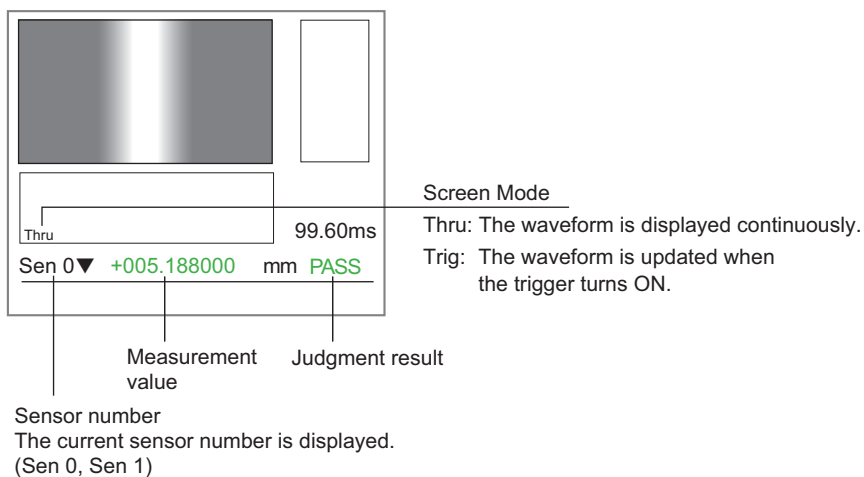 Screen Mode
Thru: The waveform is displayed continuously.
Trig: The waveform is updated when
the trigger turns ON.
Thru
99.60ms
Sen 0▼ +005.188000 mm PASS
Measurement
value
Judgment result
Sensor number
The current sensor number is displayed.
(Sen 0, Sen 1)